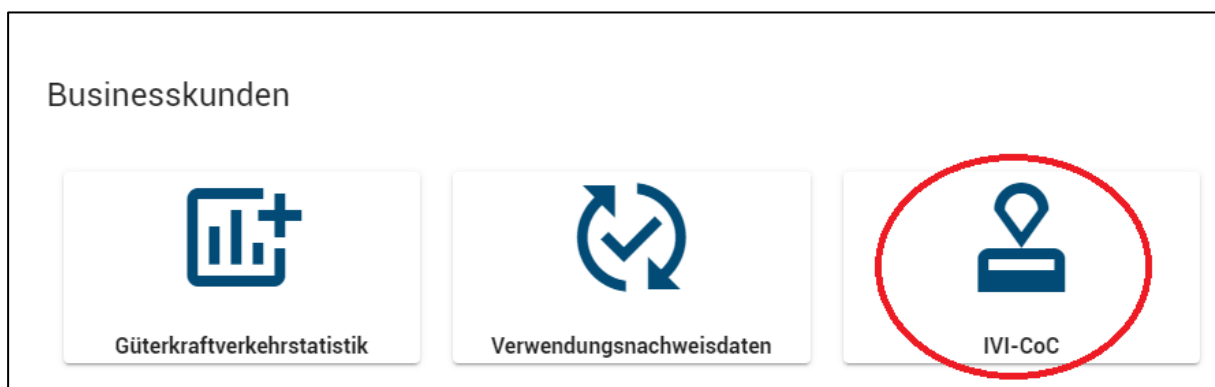 Businesskunden
Güterkraftverkehrstatistik
Verwendungsnachweisdaten
IVI-CoC